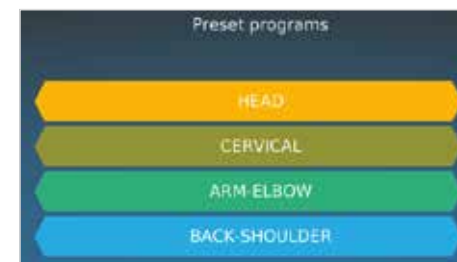 Preset programs
HEAD
CERVICAL
ARM-ELBOW
BACK-SHOULDER